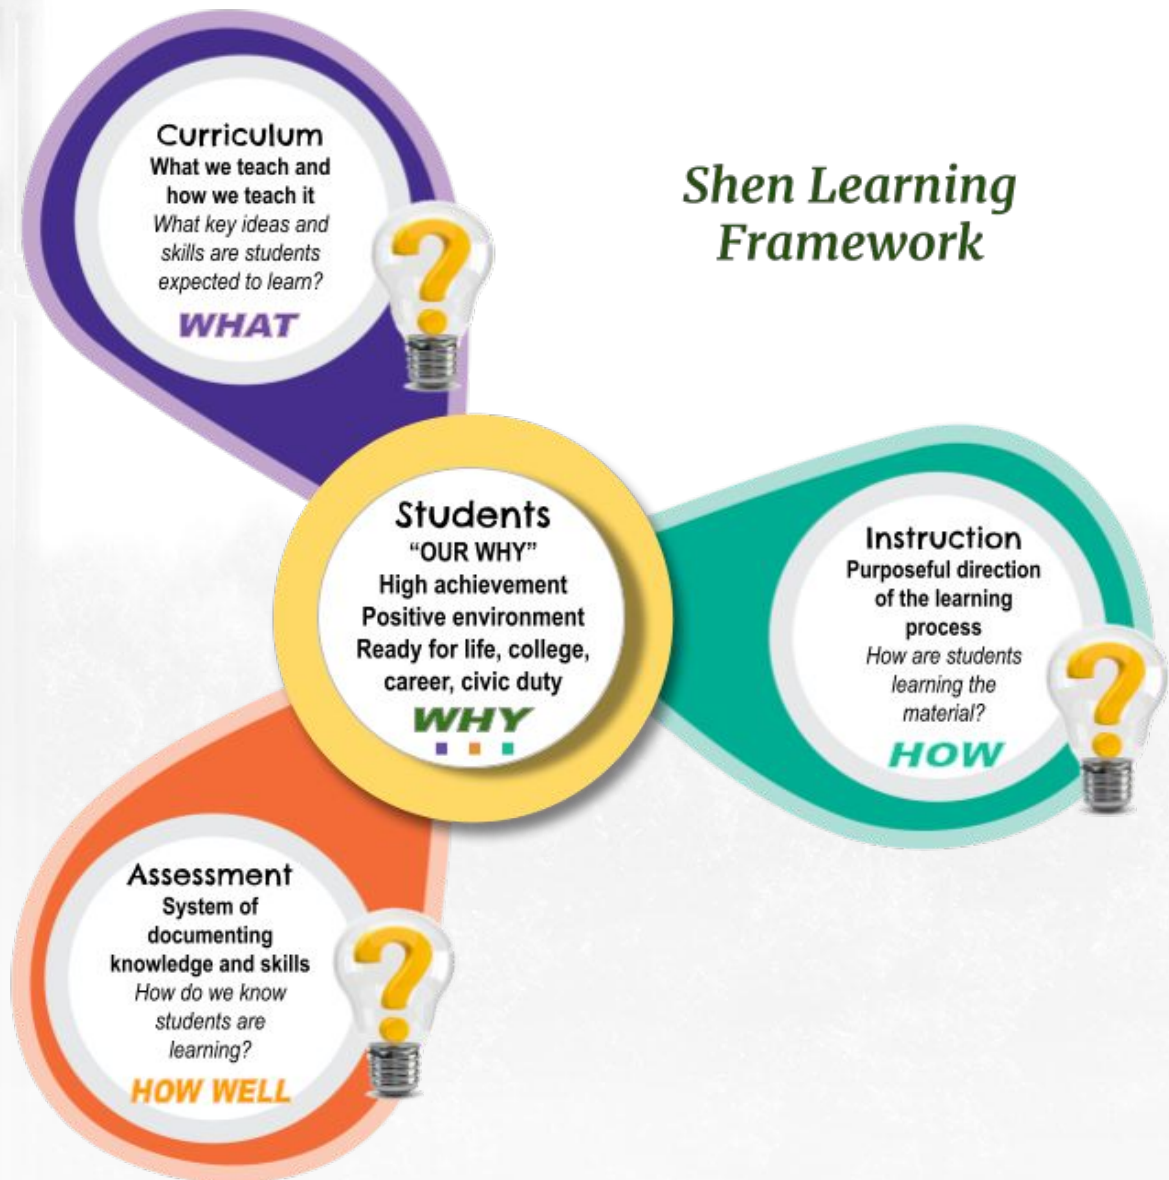 Curriculum
What we teach and
how we teach it
What key ideas and
skills are students
expected to learn?
WHAT
Shen Learning
Framework
Students
“OUR WHY”
High achievement
Positive environment
Ready for life, college,
career, civic duty
WHY
Instruction
Purposeful direction
of the learning
process
How are students
learning the
material?
HOW
Assessment
System of
documenting
knowledge and skills
How do we know
students are
learning?
HOW WELL